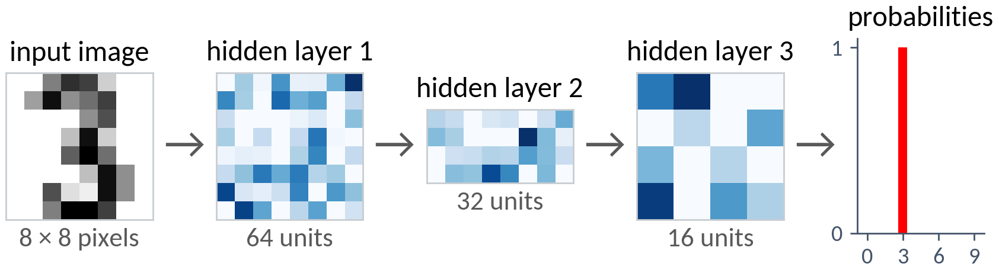 input image
8 × 8 pixels
hidden layer 1
64 units
hidden layer 2
32 units
hidden layer 3
16 units
probabilities
1
0
0 3 6 9